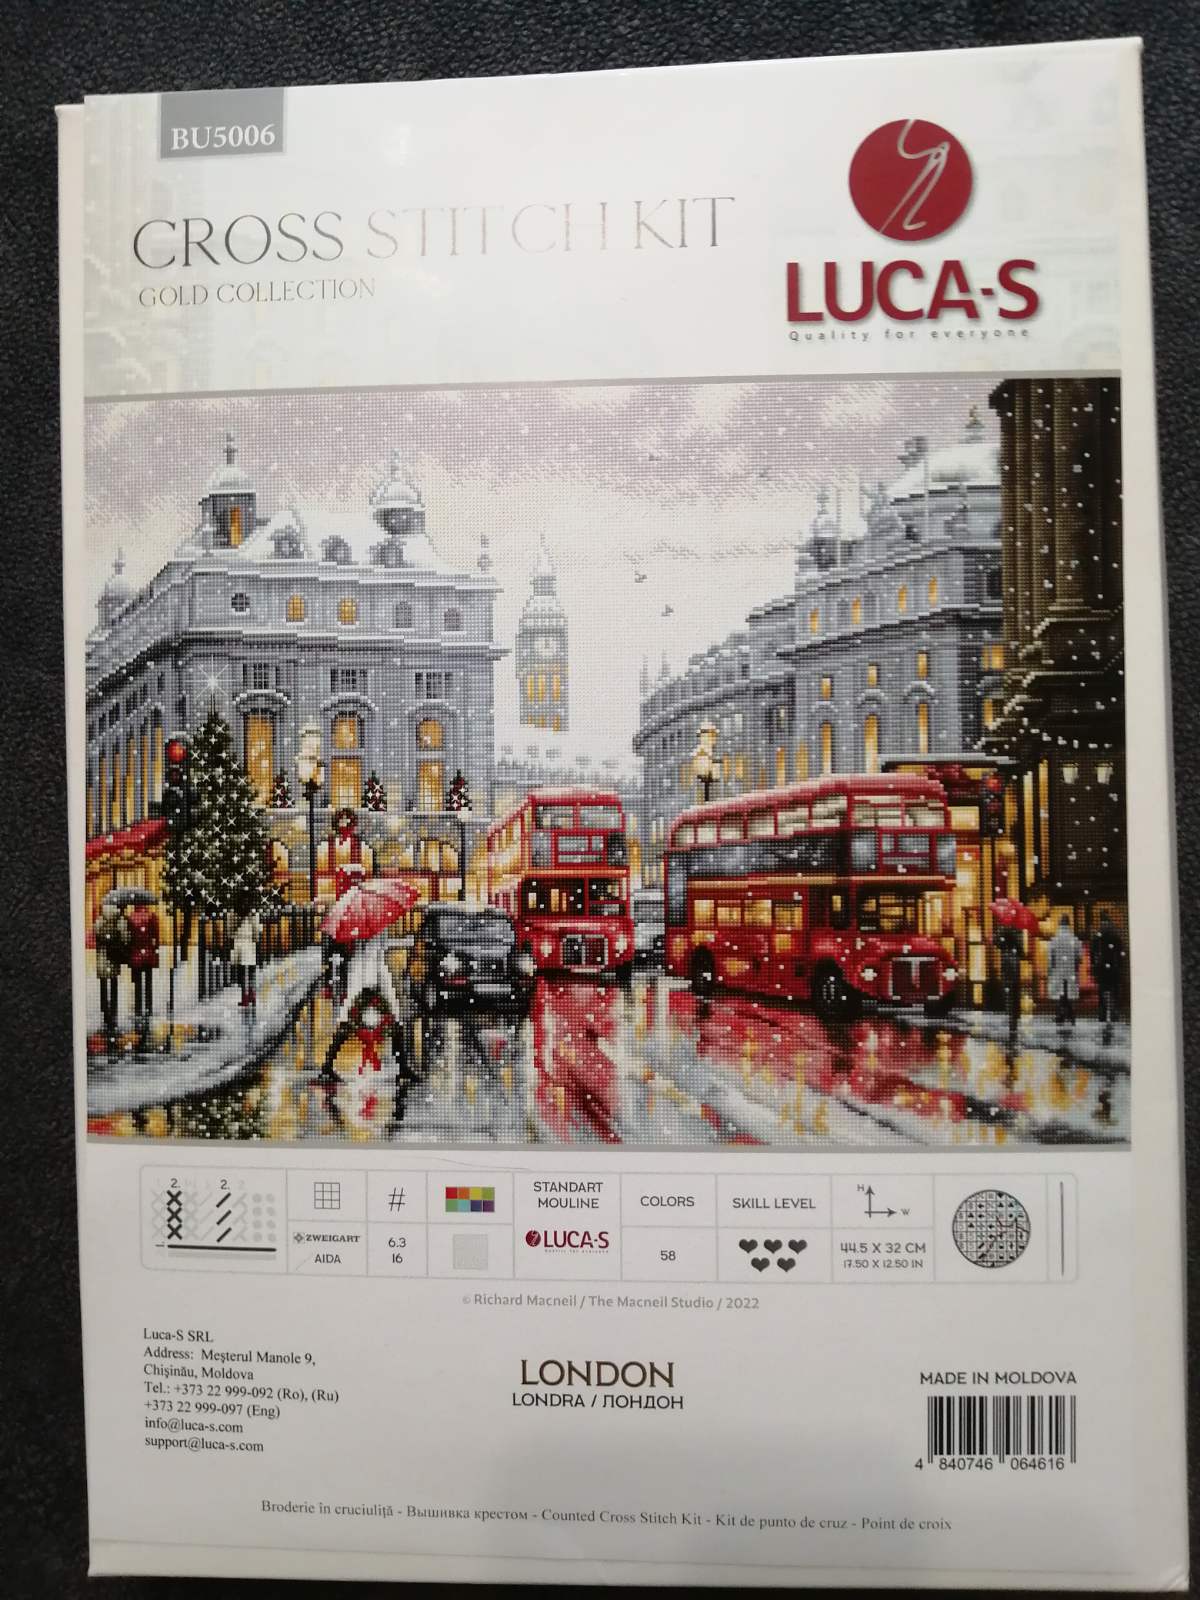 BU5006
CROSS STITCH KIT
GOLD COLLECTION
LUCA-S
Quality for everyone
2. 2.
ZWEIGART
AIDA
#
6.3
16
STANDART
MOULINE
LUCA-S
COLORS
58
SKILL LEVEL
H
W
44.5 X 32 CM
17.50 X 12.50 IN
© Richard Macneil / The Macneil Studio / 2022
Luca-S SRL
Address: Meşterul Manole 9,
Chişinău, Moldova
Tel.: +373 22 999-092 (Ro), (Ru)
+373 22 999-097 (Eng)
info@luca-s.com
support@luca-s.com
LONDON
LONDRA / ЛОНДОН
MADE IN MOLDOVA
4 840746 064616
Broderie în cruciuliţă - Вышивка крестом - Counted Cross Stitch Kit - Kit de punto de cruz - Point de croix